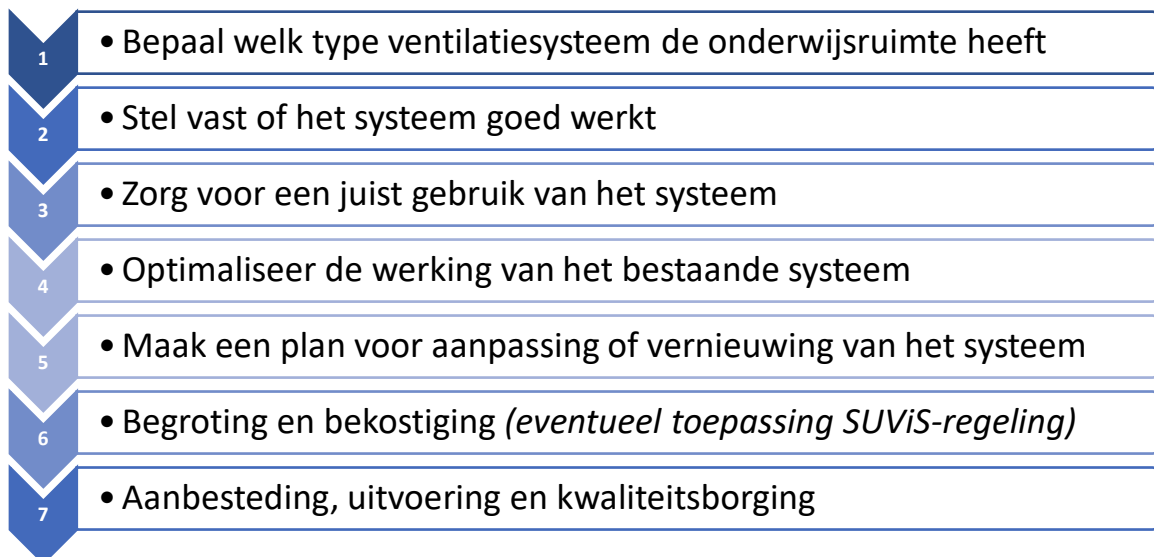 1 • Bepaal welk type ventilatiesysteem de onderwijsruimte heeft
2 • Stel vast of het systeem goed werkt
3 • Zorg voor een juist gebruik van het systeem
4 • Optimaliseer de werking van het bestaande systeem
5 • Maak een plan voor aanpassing of vernieuwing van het systeem
6 • Begroting en bekostiging (eventueel toepassing SUViS-regeling)
7 • Aanbesteding, uitvoering en kwaliteitsborging